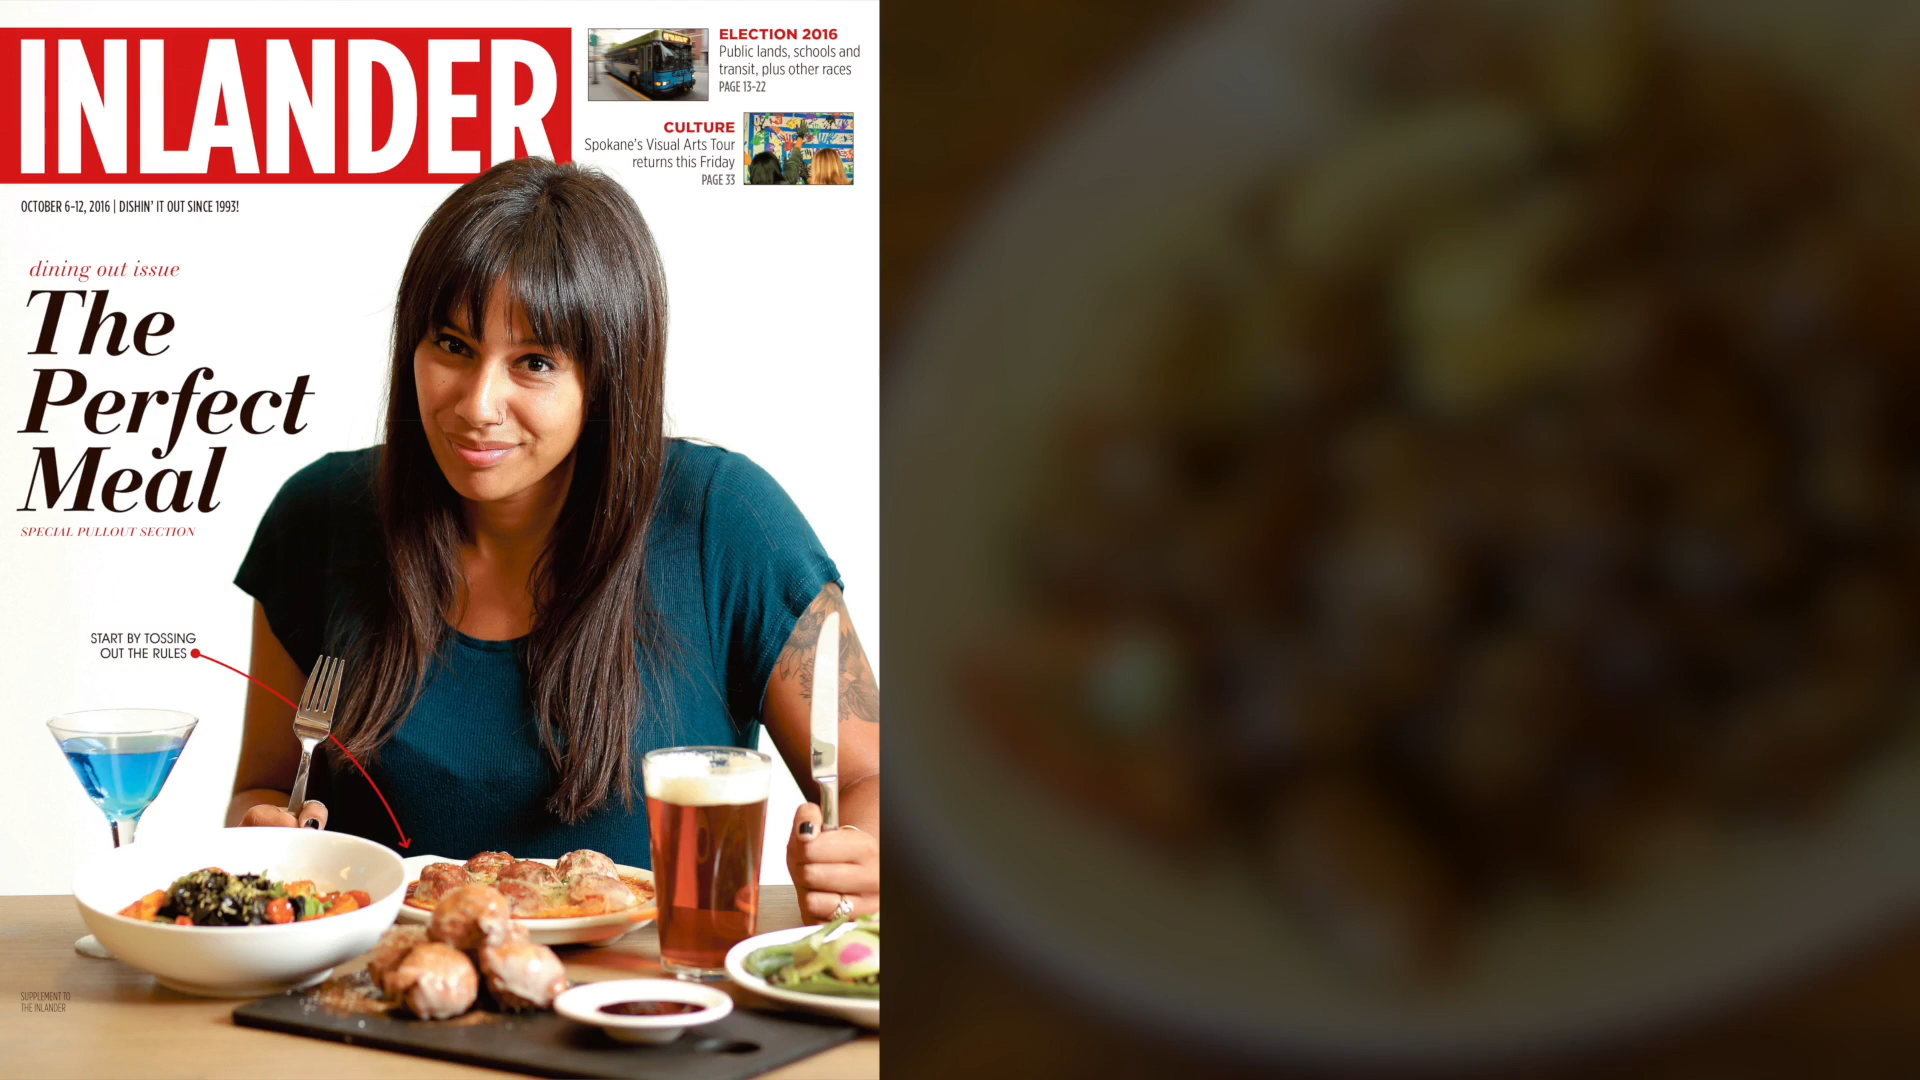 INLANDER
ELECTION 2016
Public lands, schools and
transit, plus other races
PAGE 13-22
CULTURE
Spokane's Visual Arts Tour
returns this Friday
PAGE 33
OCTOBER 6-12, 2016 | DISHIN' IT OUT SINCE 1993!
dining out issue
The
Perfect
Meal
SPECIAL PULLOUT SECTION
START BY TOSSING
OUT THE RULES
SUPPLEMENT TO
THE INLANDER